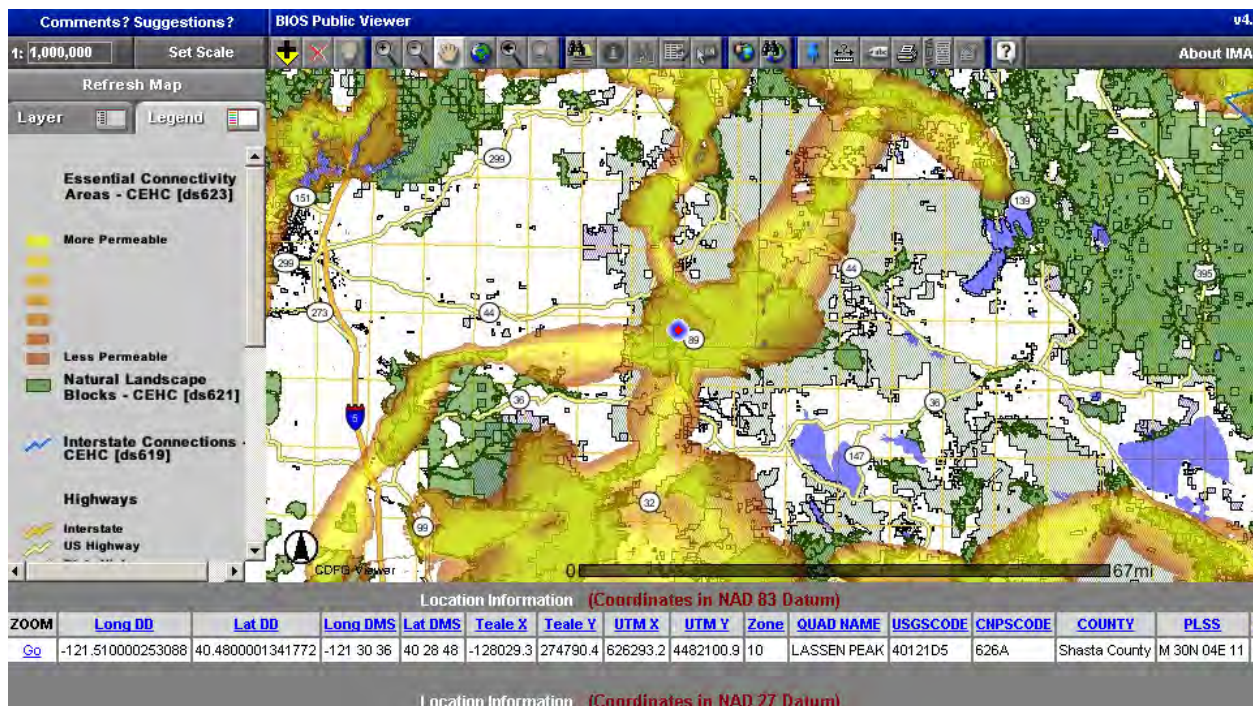 Comments? Suggestions?
BIOS Public Viewer
v4.
1: 1,000,000
Set Scale
About IMA
Refresh Map
Layer
Legend
Essential Connectivity
Areas - CEHC [ds623]
More Permeable
Less Permeable
Natural Landscape
Blocks - CEHC [ds621]
Interstate Connections -
CEHC [ds619]
Highways
Interstate
US Highway
299
151
299
273
44
5
36
99
32
89
44
139
395
36
147
CDFG Viewer
0
67mi
Location Information (Coordinates in NAD 83 Datum)
ZOOM Long DD Lat DD Long DMS Lat DMS Teale X Teale Y UTM X UTM Y Zone QUAD NAME USGSCODE CNPSCODE COUNTY PLSS
Go -121.510000253088 40.4800001341772 -121 30 36 40 28 48 -128029.3 274790.4 626293.2 4482100.9 10 LASSEN PEAK 40121D5 626A Shasta County M 30N 04E 11
Location Information (Coordinates in NAD 27 Datum)